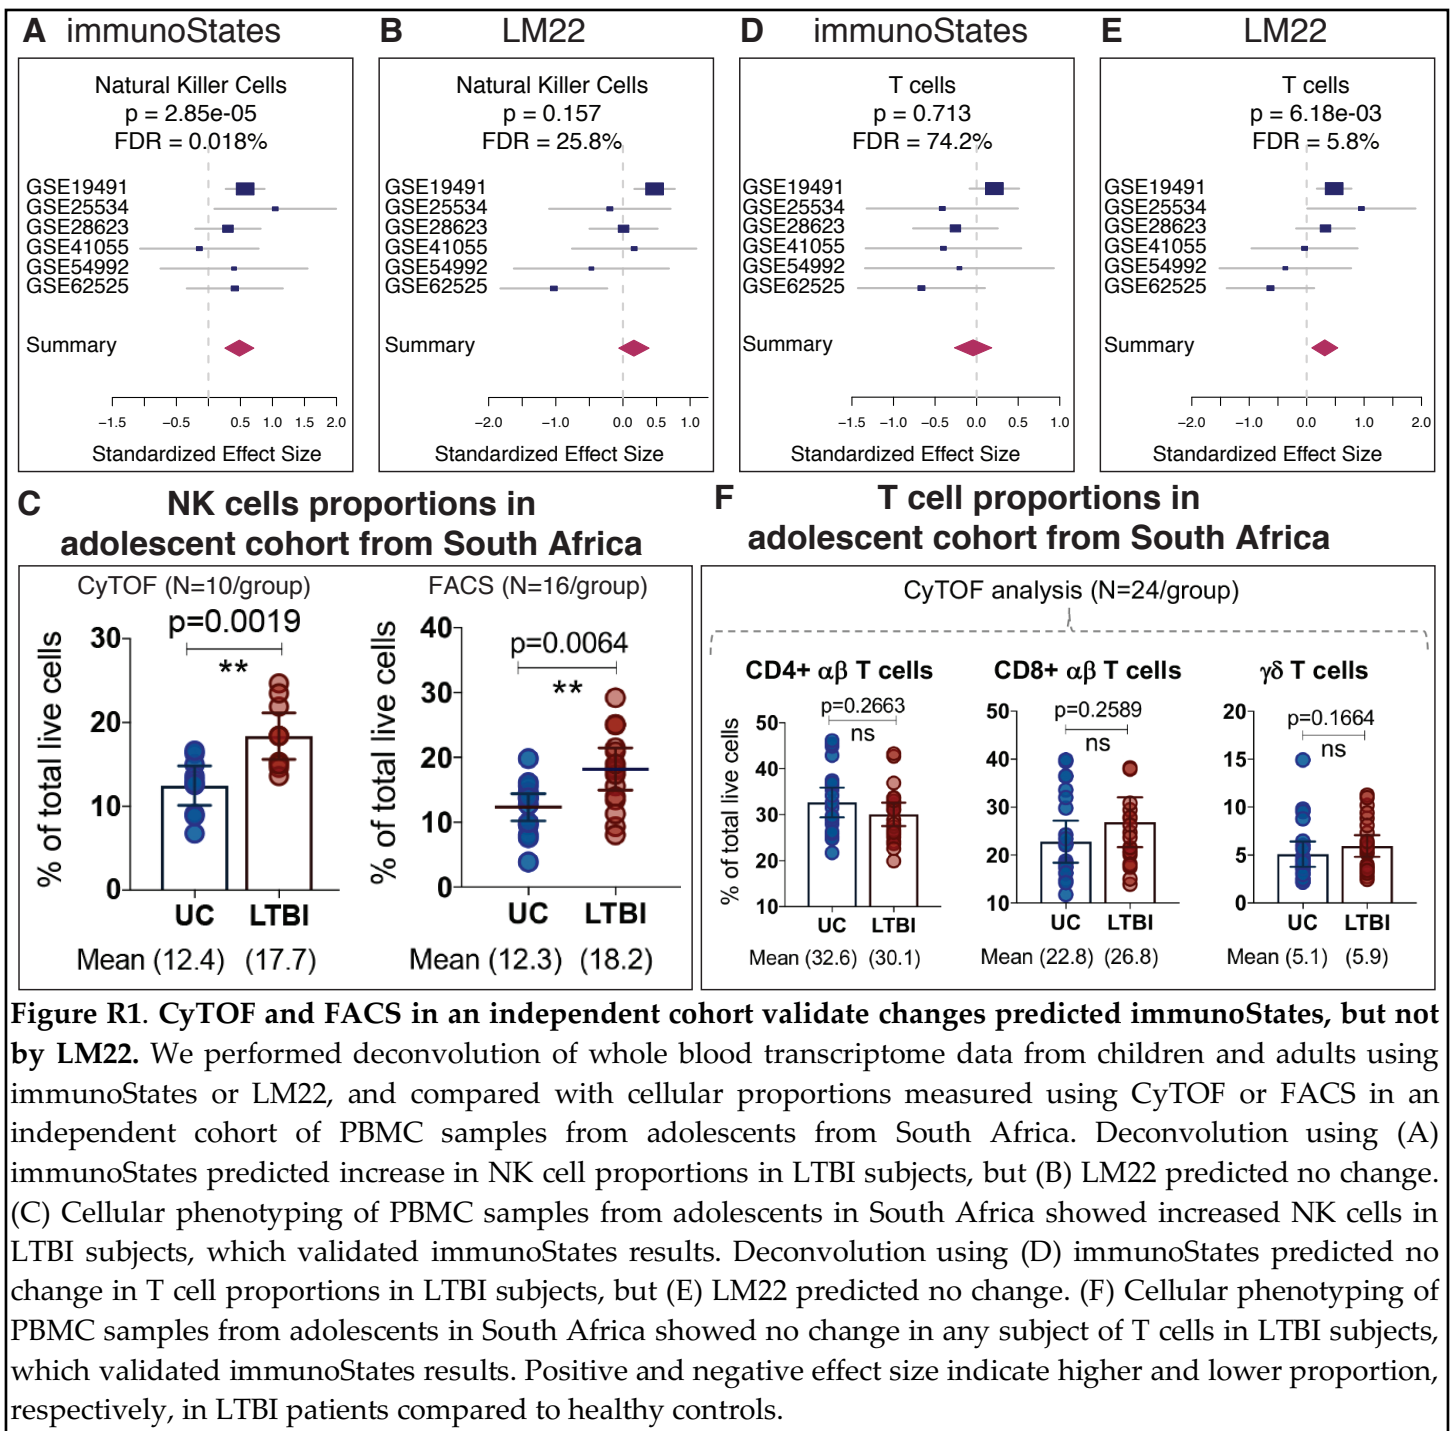 A immunoStates
Natural Killer Cells
p = 2.85e-05
FDR = 0.018%
GSE19491
GSE25534
GSE28623
GSE41055
GSE54992
GSE62525
Summary
−1.5 −0.5 0.5 1.0 1.5 2.0
Standardized Effect Size
B LM22
Natural Killer Cells
p = 0.157
FDR = 25.8%
GSE19491
GSE25534
GSE28623
GSE41055
GSE54992
GSE62525
Summary
−2.0 −1.0 0.0 0.5 1.0
Standardized Effect Size
D immunoStates
T cells
p = 0.713
FDR = 74.2%
GSE19491
GSE25534
GSE28623
GSE41055
GSE54992
GSE62525
Summary
−1.5 −1.0 −0.5 0.0 0.5 1.0
Standardized Effect Size
E LM22
T cells
p = 6.18e-03
FDR = 5.8%
GSE19491
GSE25534
GSE28623
GSE41055
GSE54992
GSE62525
Summary
−2.0 −1.0 0.0 1.0 2.0
Standardized Effect Size
C NK cells proportions in
adolescent cohort from South Africa
CyTOF (N=10/group)
p=0.0019
**
% of total live cells
30
20
10
0
UC LTBI
Mean (12.4) (17.7)
FACS (N=16/group)
p=0.0064
**
% of total live cells
40
30
20
10
0
UC LTBI
Mean (12.3) (18.2)
F T cell proportions in
adolescent cohort from South Africa
CyTOF analysis (N=24/group)
CD4+ αβ T cells
p=0.2663
ns
% of total live cells
50
40
30
20
10
UC LTBI
Mean (32.6) (30.1)
CD8+ αβ T cells
p=0.2589
ns
50
40
30
20
10
UC LTBI
Mean (22.8) (26.8)
γδ T cells
p=0.1664
ns
20
15
10
5
0
UC LTBI
Mean (5.1) (5.9)
Figure R1. CyTOF and FACS in an independent cohort validate changes predicted immunoStates, but not
by LM22. We performed deconvolution of whole blood transcriptome data from children and adults using
immunoStates or LM22, and compared with cellular proportions measured using CyTOF or FACS in an
independent cohort of PBMC samples from adolescents from South Africa. Deconvolution using (A)
immunoStates predicted increase in NK cell proportions in LTBI subjects, but (B) LM22 predicted no change.
(C) Cellular phenotyping of PBMC samples from adolescents in South Africa showed increased NK cells in
LTBI subjects, which validated immunoStates results. Deconvolution using (D) immunoStates predicted no
change in T cell proportions in LTBI subjects, but (E) LM22 predicted no change. (F) Cellular phenotyping of
PBMC samples from adolescents in South Africa showed no change in any subject of T cells in LTBI subjects,
which validated immunoStates results. Positive and negative effect size indicate higher and lower proportion,
respectively, in LTBI patients compared to healthy controls.